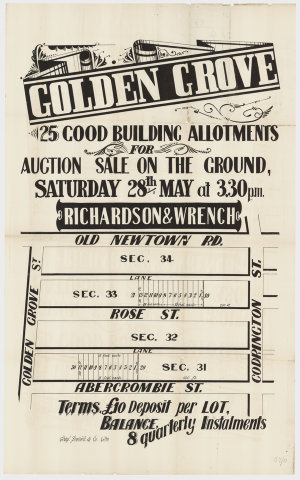 GOLDEN GROVE
25 GOOD BUILDING ALLOTMENTS
FOR
AUCTION SALE ON THE GROUND,
SATURDAY 28th MAY at 3.30 p.m.
RICHARDSON & WRENCH
OLD NEWTOWN RD.
SEC. 34
LANE
SEC. 33
ROSE ST.
SEC. 32
LANE
SEC. 31
ABERCROMBIE ST.
GOLDEN GROVE ST
CODRINGTON ST.
Terms, £10 Deposit per LOT,
BALANCE,
8 quarterly Instalments